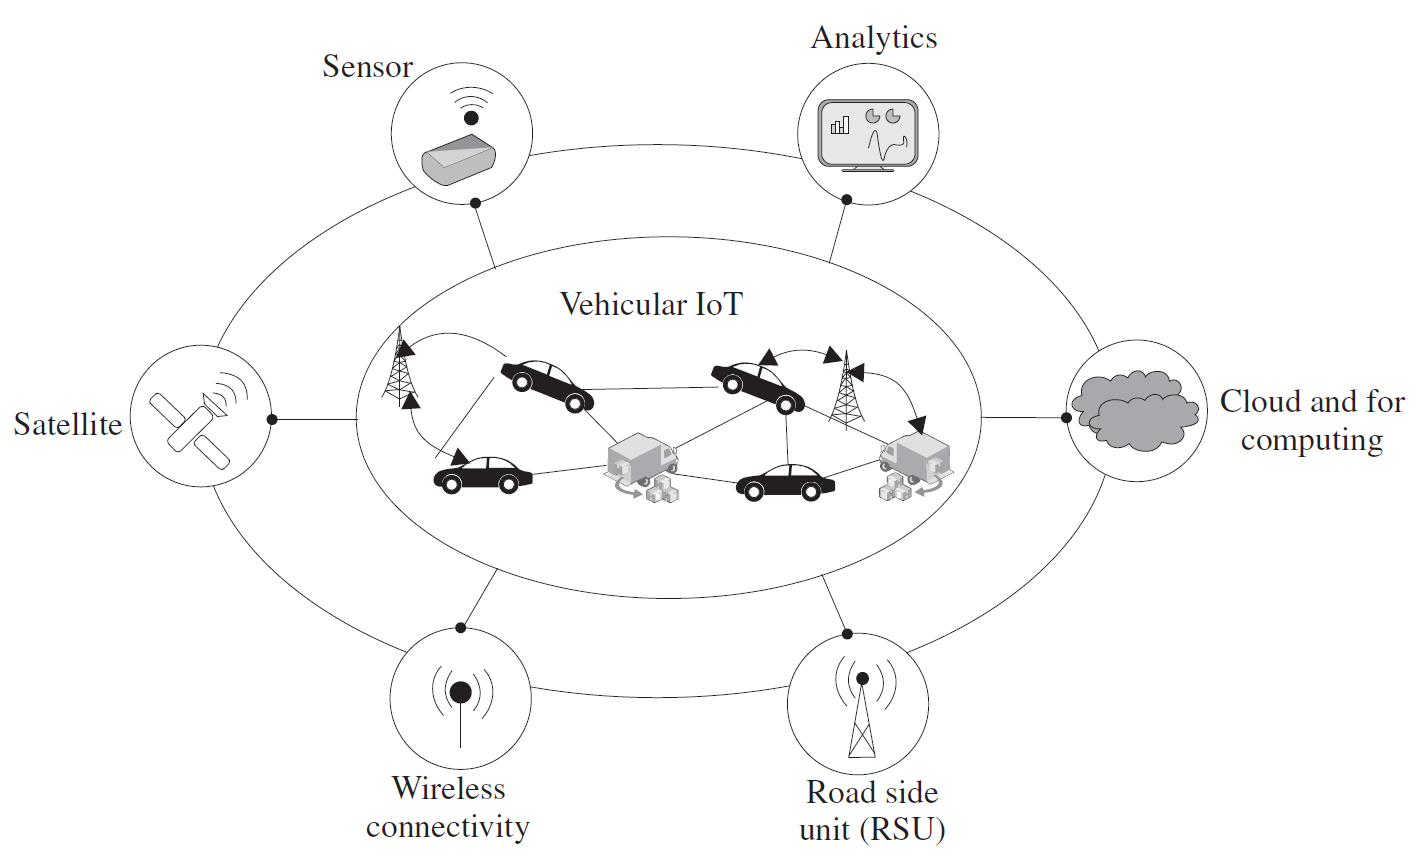 Analytics
Sensor
Vehicular IoT
Satellite
Cloud and for
computing
Wireless
connectivity
Road side
unit (RSU)